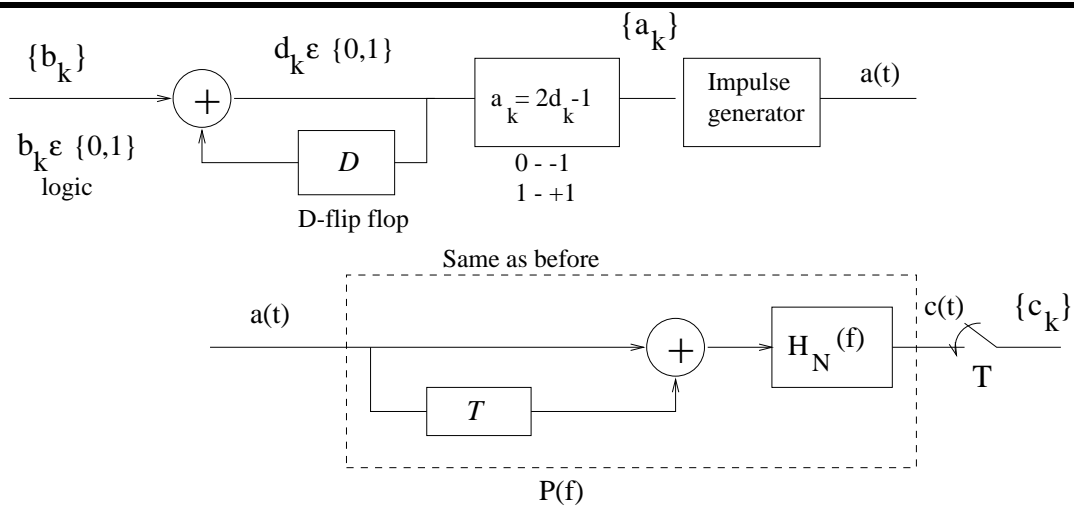 {b_k}
d_k ε {0,1}
{a_k}
+
a_k = 2d_k -1
Impulse
generator
a(t)
b_k ε {0,1}
logic
D
D-flip flop
0 - -1
1 - +1
Same as before
a(t)
+
H_N (f)
c(t)
{c_k}
T
T
P(f)